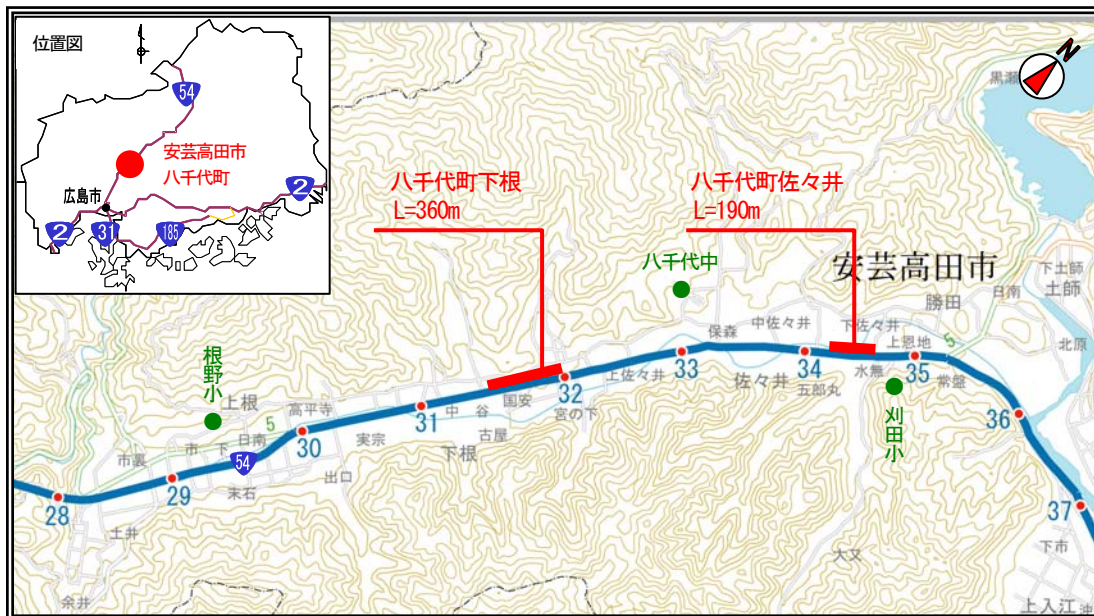 位置図
54
安芸高田市
八千代町
広島市
2
2
31
185
N
黒瀬
八千代町下根
L=360m
八千代町佐々井
L=190m
八千代中
安芸高田市
下土師
土師
日南
勝田
北原
保森
中佐々井
下佐々井
上恩地
5
根野小
上根
高平寺
31
中
谷
国安
32
上佐々井
33
佐々井
34
五郎丸
水無
35
常盤
36
宮の下
古屋
下根
刈田小
市裏
市
下
日南
5
30
実宗
54
出口
末石
29
28
土井
余井
大又
37
下市
上入江
沖